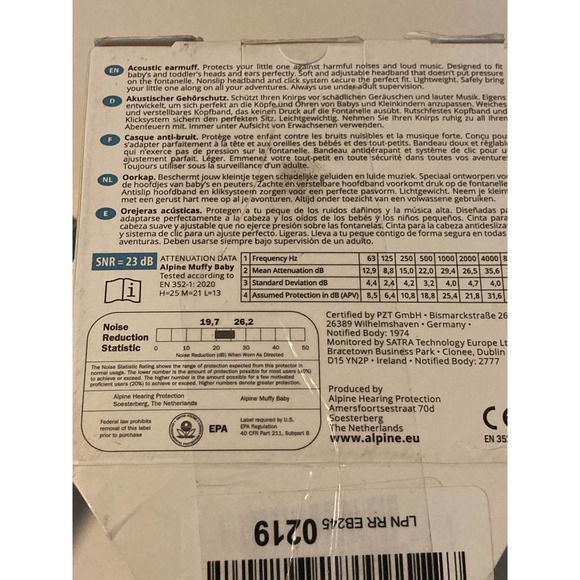 EN Acoustic earmuff. Protects your little one against harmful noises and loud music. Designed to fit
baby's and toddler's heads and ears perfectly. Soft and adjustable headband that doesn't put pressure
on the fontanelle. Nonslip headband and click system secure the perfect fit. Lightweight. Safely bring
your little one along on all your adventures. Always use under adult supervision.
D Akustischer Gehörschutz. Schützt Ihren Knirps vor schädlichen Geräuschen und lauter Musik. Eigens
entwickelt, um sich perfekt an die Köpfe und Ohren von Babys und Kleinkindern anzupassen. Weiches
und verstellbares Kopfband, das keinen Druck auf die Fontanelle ausübt. Rutschfestes Kopfband und
Klicksystem sichern den perfekten Sitz. Leichtgewichtig. Nehmen Sie Ihren Knirps ruhig zu all Ihren
Abenteuern mit. Immer unter Aufsicht von Erwachsenen verwenden.
F Casque anti-bruit. Protège votre enfant contre les bruits nuisibles et la musique forte. Conçu pour
s'adapter parfaitement à la tête et aux oreilles des bébés et des tout-petits. Bandeau doux et réglable
qui n'exerce pas de pression sur la fontanelle. Bandeau antidérapant et système de clic pour un
ajustement parfait. Léger. Emmenez votre tout-petit en toute sécurité dans toutes vos aventures.
Toujours utiliser sous la surveillance d'un adulte.
NL Oorkap. Beschermt jouw kleintje tegen schadelijke geluiden en luide muziek. Speciaal ontworpen voor
de hoofdjes van baby's en peuters. Zachte en verstelbare hoofdband voorkomt druk op de fontanel.
Antislip hoofdband en kliksysteem zorgen voor een perfecte pasvorm. Lichtgewicht. Neem je kleintje
met een gerust hart mee op al je avonturen. Altijd onder toezicht van een volwassene gebruiken.
E Orejeras acústicas. Protegen a tu peque de los ruidos dañinos y la música alta. Diseñadas para
adaptarse perfectamente a la cabeza y los oídos de los bebés y los niños pequeños. Cinta para la
cabeza suave y ajustable que no ejerce presión sobre las fontanelas. Cinta para la cabeza antideslizante
y sistema de clic para un ajuste perfecto. Ligeras. Lleva a tu peque contigo de forma segura en todas tus
aventuras. Deben usarse siempre bajo supervisión de un adulto.
SNR = 23 dB
ATTENUATION DATA
Alpine Muffy Baby
Tested according to
EN 352-1: 2020
H=25 M=21 L=13
1 Frequency Hz 63 125 250 500 1000 2000 4000 8
2 Mean Attenuation dB 12,9 8,8 15,0 22,0 29,4 26,5 35,6
3 Standard Deviation dB 4,4 2,4 4,2 3,2 4,0 4,7 4,0
4 Assumed Protection in dB (APV) 8,5 6,4 10,8 18,8 25,4 21,8 31,6
Noise
Reduction
Statistic
19,7 26,2
0 10 20 30 40 50
Noise Reduction (dB) When Worn As Directed
The Noise Statistic Rating shows the range of protection expected from this protector in
normal usage. The lower number is the amount of protection possible for most users (80%)
to achieve or exceed. The higher number is the amount possible for a few motivated
proficient users (20%) to achieve or exceed. Higher numbers denote greater protection.
Alpine Hearing Protection
Soesterberg, The Netherlands
Alpine Muffy Baby
Federal law prohibits
removal of this label
prior to purchase
EPA
Label required by U.S.
EPA Regulation
40 CFR Part 211, Subpart B
Certified by PZT GmbH • Bismarckstraße 26
26389 Wilhelmshaven • Germany •
Notified Body: 1974
Monitored by SATRA Technology Europe Lt
Bracetown Business Park • Clonee, Dublin
D15 YN2P • Ireland • Notified Body: 2777
Produced by
Alpine Hearing Protection
Amersfoortsestraat 70d
Soesterberg
The Netherlands
www.alpine.eu
CE
EN 352
LPN RR EB245 0219